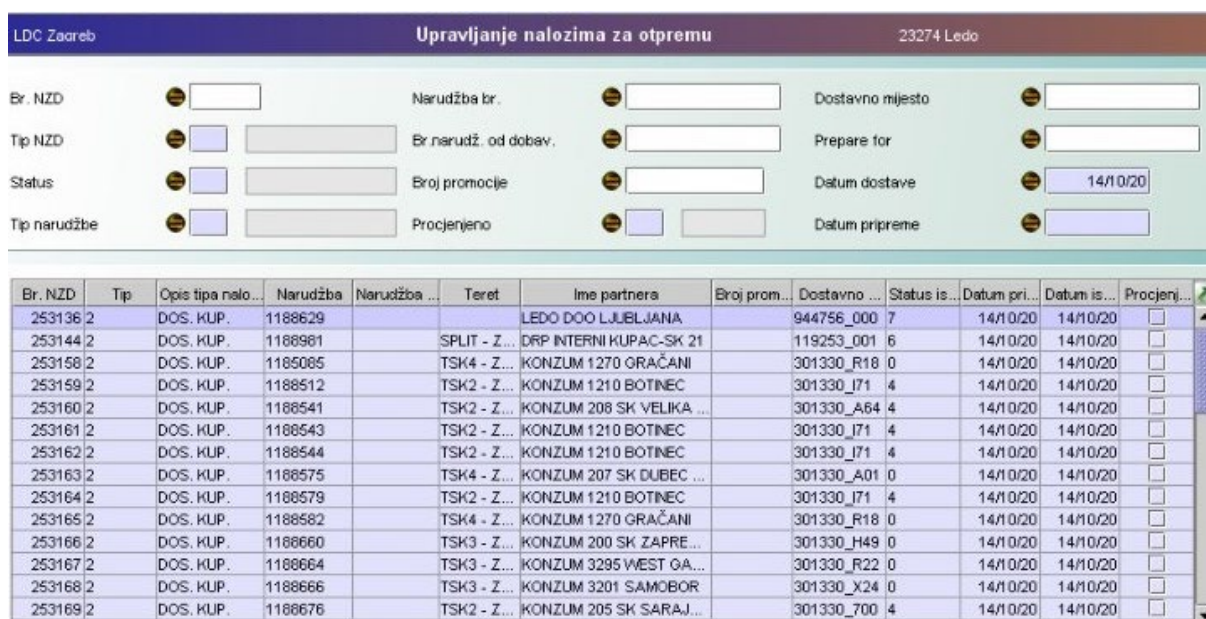 LDC Zagreb Upravljanje nalozima za otpremu 23274 Ledo
Br. NZD Narudžba br. Dostavno mijesto
Tip NZD Br.narudž. od dobav. Prepare for
Status Broj promocije Datum dostave 14/10/20
Tip narudžbe Procjenjeno Datum pripreme
Br. NZD Tip Opis tipa nalo... Narudžba Narudžba ... Teret Ime partnera Broj prom... Dostavno ... Status is... Datum pri... Datum is... Procjenj...
253136 2 DOS. KUP. 1188629 LEDO DOO LJUBLJANA 944756_000 7 14/10/20 14/10/20
253144 2 DOS. KUP. 1188981 SPLIT - Z... DRP INTERNI KUPAC-SK 21 119253_001 6 14/10/20 14/10/20
253158 2 DOS. KUP. 1185085 TSK4 - Z... KONZUM 1270 GRAČANI 301330_R18 0 14/10/20 14/10/20
253159 2 DOS. KUP. 1188512 TSK2 - Z... KONZUM 1210 BOTINEC 301330_I71 4 14/10/20 14/10/20
253160 2 DOS. KUP. 1188541 TSK2 - Z... KONZUM 208 SK VELIKA ... 301330_A64 4 14/10/20 14/10/20
253161 2 DOS. KUP. 1188543 TSK2 - Z... KONZUM 1210 BOTINEC 301330_I71 4 14/10/20 14/10/20
253162 2 DOS. KUP. 1188544 TSK2 - Z... KONZUM 1210 BOTINEC 301330_I71 4 14/10/20 14/10/20
253163 2 DOS. KUP. 1188575 TSK4 - Z... KONZUM 207 SK DUBEC ... 301330_A01 0 14/10/20 14/10/20
253164 2 DOS. KUP. 1188579 TSK2 - Z... KONZUM 1210 BOTINEC 301330_I71 4 14/10/20 14/10/20
253165 2 DOS. KUP. 1188582 TSK4 - Z... KONZUM 1270 GRAČANI 301330_R18 0 14/10/20 14/10/20
253166 2 DOS. KUP. 1188660 TSK3 - Z... KONZUM 200 SK ZAPRE... 301330_H49 0 14/10/20 14/10/20
253167 2 DOS. KUP. 1188664 TSK3 - Z... KONZUM 3295 WEST GA... 301330_R22 0 14/10/20 14/10/20
253168 2 DOS. KUP. 1188666 TSK3 - Z... KONZUM 3201 SAMOBOR 301330_X24 0 14/10/20 14/10/20
253169 2 DOS. KUP. 1188676 TSK2 - Z... KONZUM 205 SK SARAJ... 301330_700 4 14/10/20 14/10/20